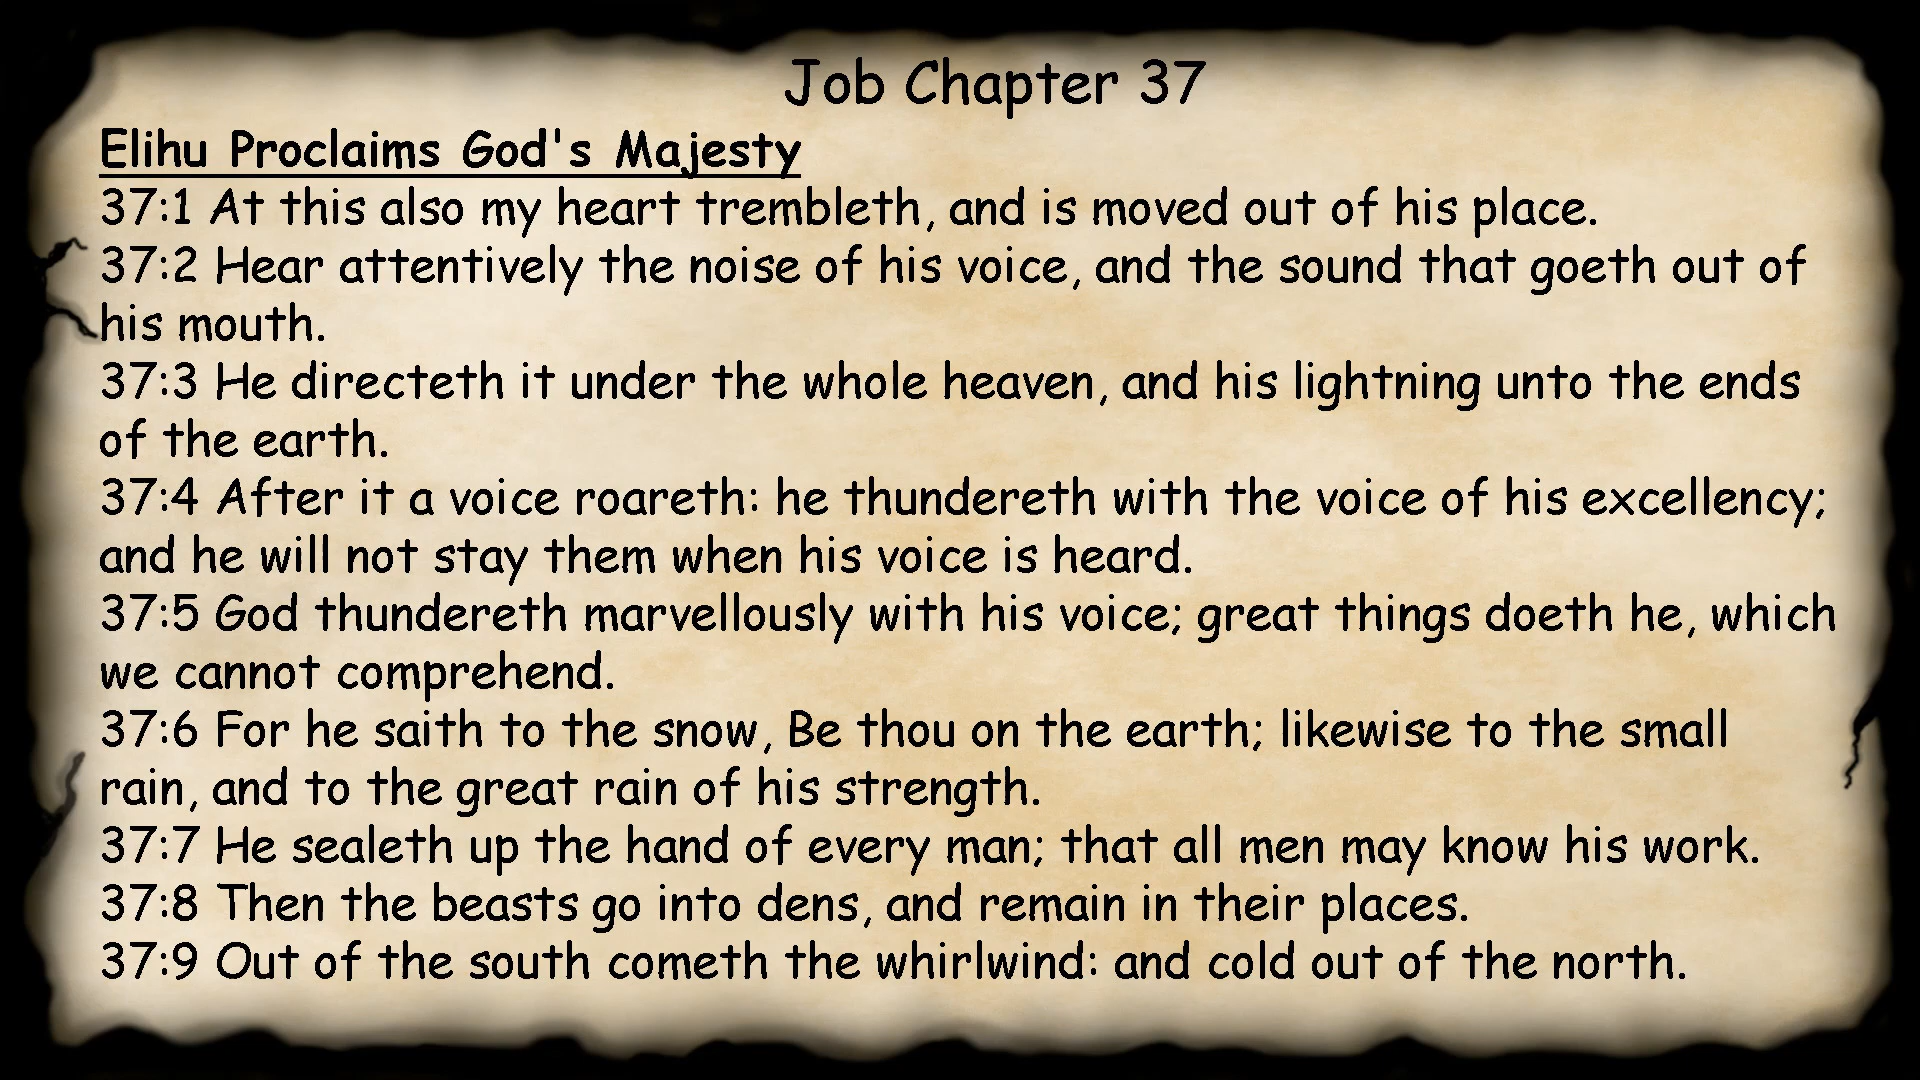 Job Chapter 37
Elihu Proclaims God's Majesty
37:1 At this also my heart trembleth, and is moved out of his place.
37:2 Hear attentively the noise of his voice, and the sound that goeth out of
his mouth.
37:3 He directeth it under the whole heaven, and his lightning unto the ends
of the earth.
37:4 After it a voice roareth: he thundereth with the voice of his excellency;
and he will not stay them when his voice is heard.
37:5 God thundereth marvellously with his voice; great things doeth he, which
we cannot comprehend.
37:6 For he saith to the snow, Be thou on the earth; likewise to the small
rain, and to the great rain of his strength.
37:7 He sealeth up the hand of every man; that all men may know his work.
37:8 Then the beasts go into dens, and remain in their places.
37:9 Out of the south cometh the whirlwind: and cold out of the north.